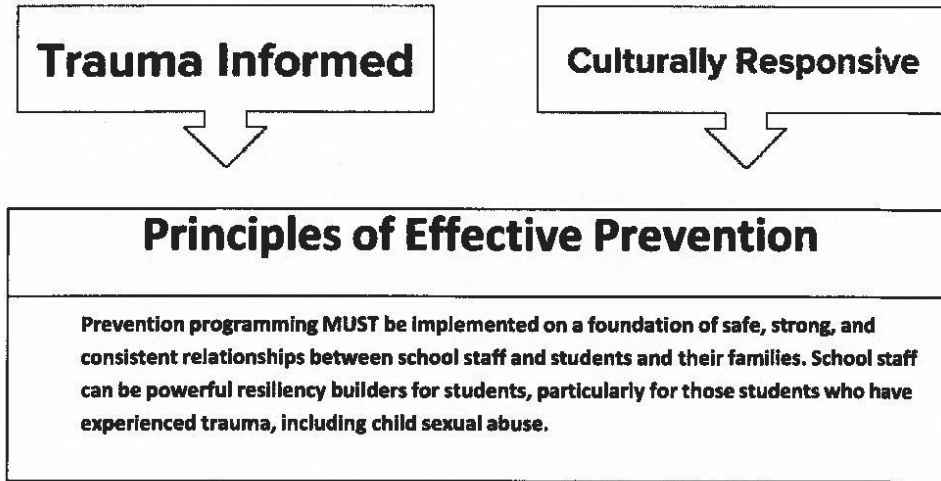 Trauma Informed
Culturally Responsive
Principles of Effective Prevention
Prevention programming MUST be implemented on a foundation of safe, strong, and
consistent relationships between school staff and students and their families. School staff
can be powerful resiliency builders for students, particularly for those students who have
experienced trauma, including child sexual abuse.